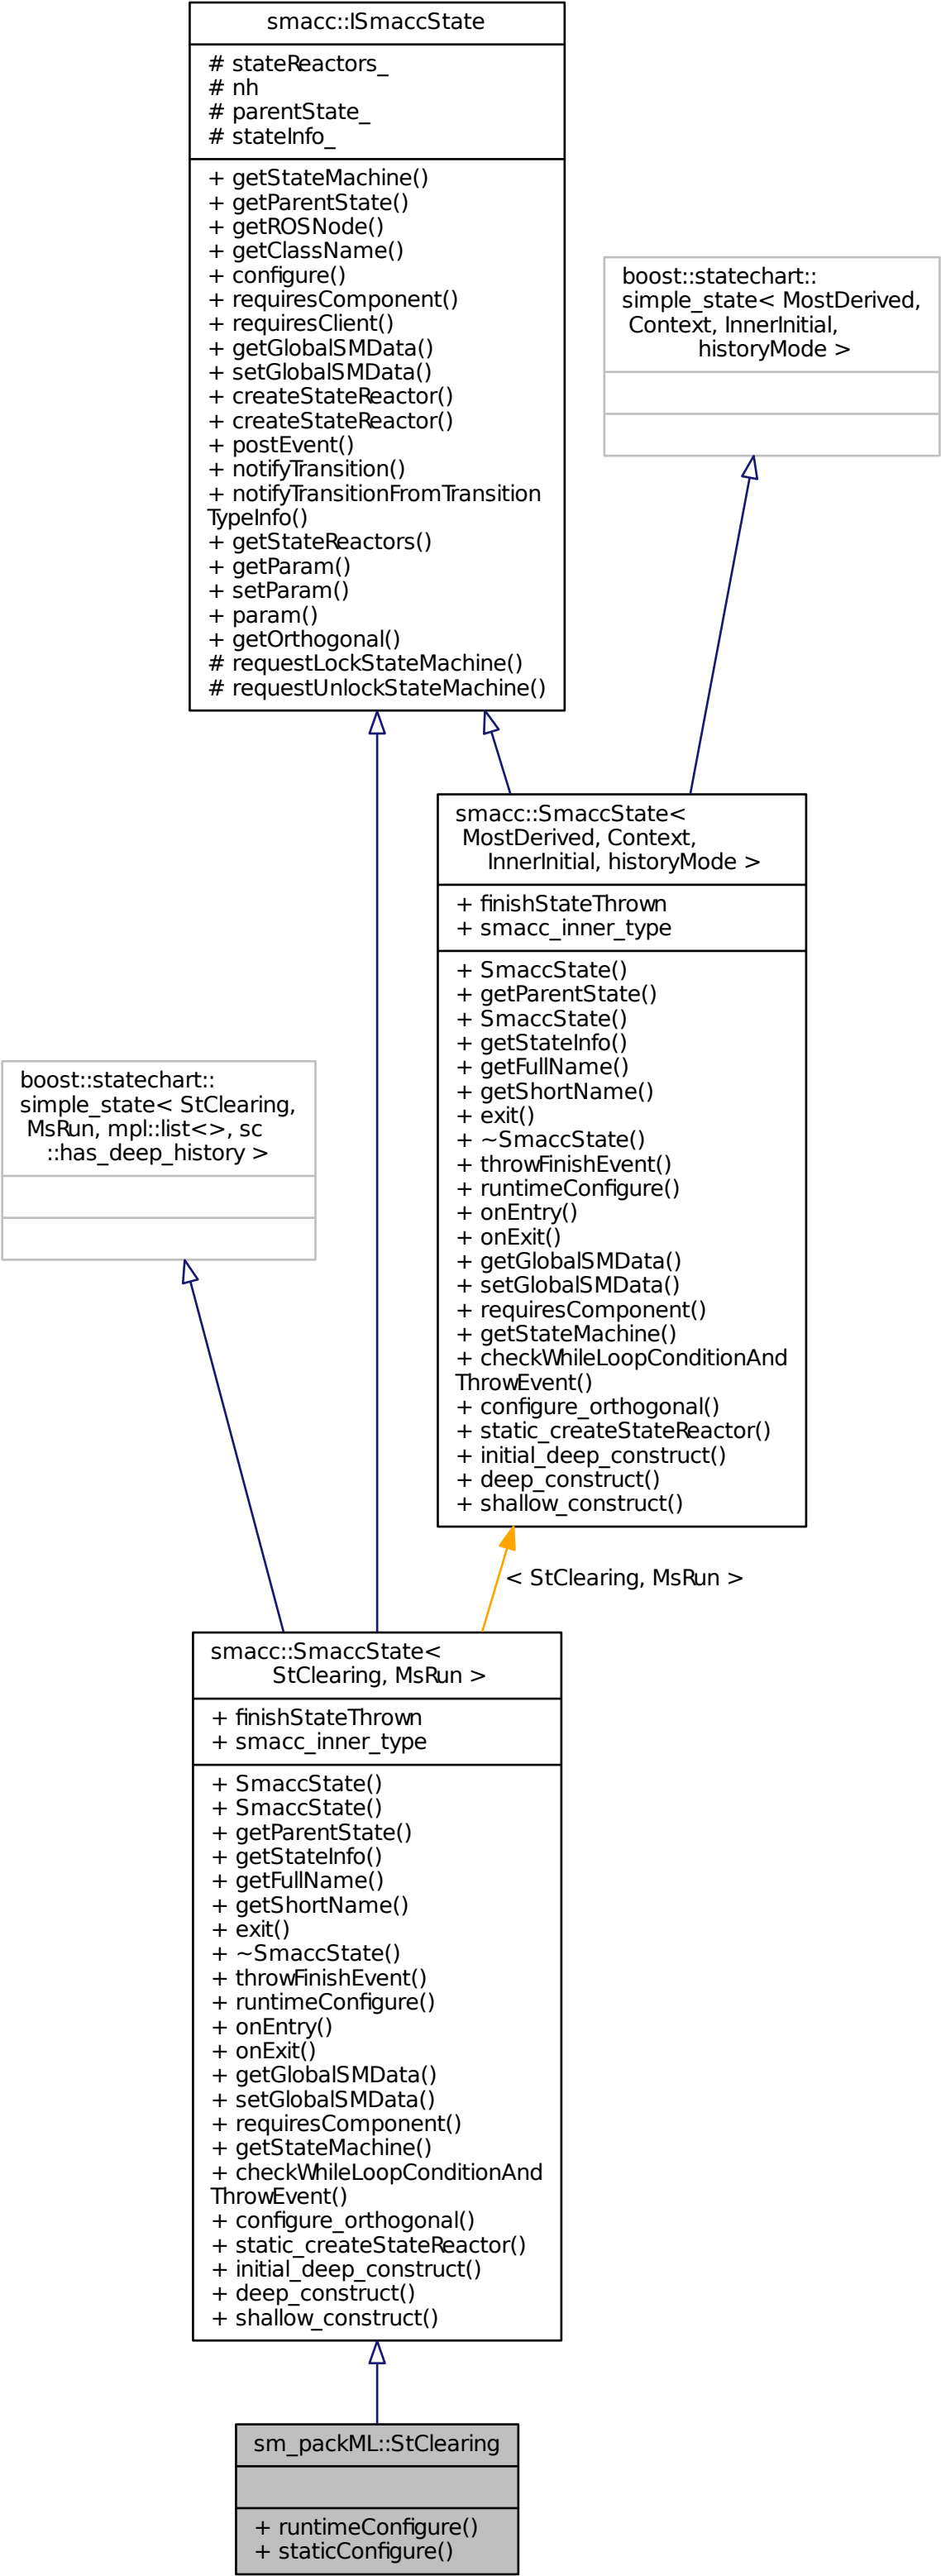 smacc::ISmaccState
# stateReactors_
# nh
# parentState_
# stateInfo_
+ getStateMachine()
+ getParentState()
+ getROSNode()
+ getClassName()
+ configure()
+ requiresComponent()
+ requiresClient()
+ getGlobalSMData()
+ setGlobalSMData()
+ createStateReactor()
+ createStateReactor()
+ postEvent()
+ notifyTransition()
+ notifyTransitionFromTransition
TypeInfo()
+ getStateReactors()
+ getParam()
+ setParam()
+ param()
+ getOrthogonal()
# requestLockStateMachine()
# requestUnlockStateMachine()
boost::statechart::
simple_state< MostDerived,
Context, InnerInitial,
historyMode >
smacc::SmaccState<
MostDerived, Context,
InnerInitial, historyMode >
+ finishStateThrown
+ smacc_inner_type
+ SmaccState()
+ getParentState()
+ SmaccState()
+ getStateInfo()
+ getFullName()
+ getShortName()
+ exit()
+ ~SmaccState()
+ throwFinishEvent()
+ runtimeConfigure()
+ onEntry()
+ onExit()
+ getGlobalSMData()
+ setGlobalSMData()
+ requiresComponent()
+ getStateMachine()
+ checkWhileLoopConditionAnd
ThrowEvent()
+ configure_orthogonal()
+ static_createStateReactor()
+ initial_deep_construct()
+ deep_construct()
+ shallow_construct()
boost::statechart::
simple_state< StClearing,
MsRun, mpl::list<>, sc
::has_deep_history >
< StClearing, MsRun >
smacc::SmaccState<
StClearing, MsRun >
+ finishStateThrown
+ smacc_inner_type
+ SmaccState()
+ SmaccState()
+ getParentState()
+ getStateInfo()
+ getFullName()
+ getShortName()
+ exit()
+ ~SmaccState()
+ throwFinishEvent()
+ runtimeConfigure()
+ onEntry()
+ onExit()
+ getGlobalSMData()
+ setGlobalSMData()
+ requiresComponent()
+ getStateMachine()
+ checkWhileLoopConditionAnd
ThrowEvent()
+ configure_orthogonal()
+ static_createStateReactor()
+ initial_deep_construct()
+ deep_construct()
+ shallow_construct()
sm_packML::StClearing
+ runtimeConfigure()
+ staticConfigure()